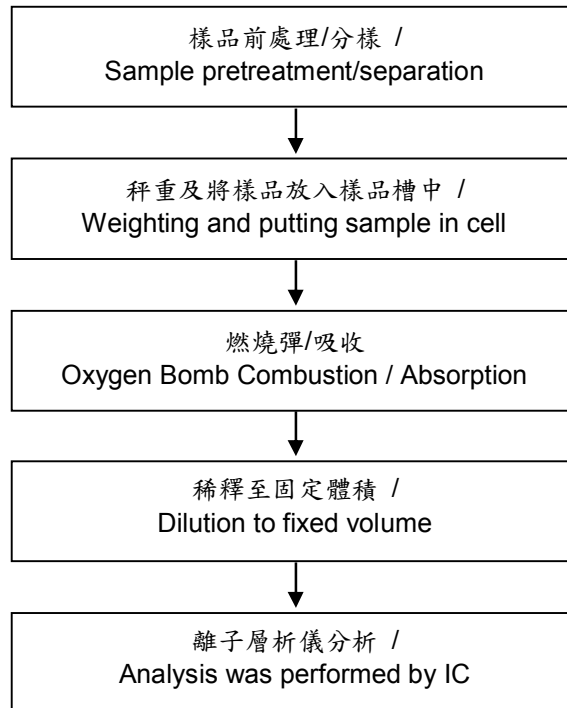 樣品前處理/分樣 /
Sample pretreatment/separation
秤重及將樣品放入樣品槽中 /
Weighting and putting sample in cell
燃燒彈/吸收
Oxygen Bomb Combustion / Absorption
稀釋至固定體積 /
Dilution to fixed volume
離子層析儀分析 /
Analysis was performed by IC